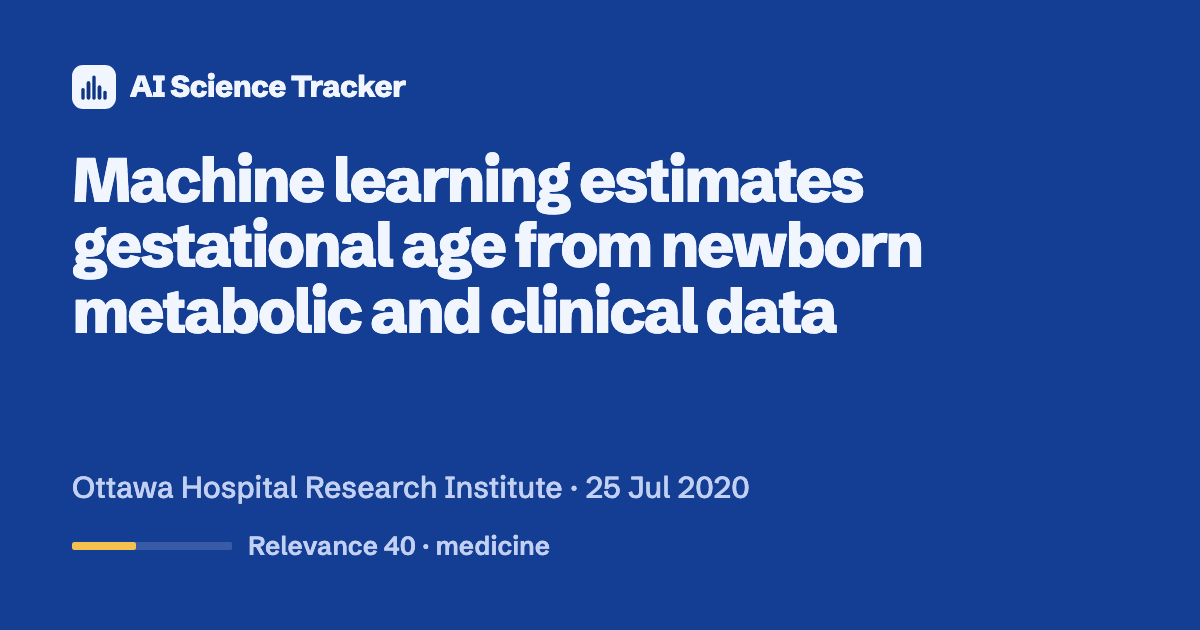 AI Science Tracker
Machine learning estimates
gestational age from newborn
metabolic and clinical data
Ottawa Hospital Research Institute · 25 Jul 2020
Relevance 40 · medicine